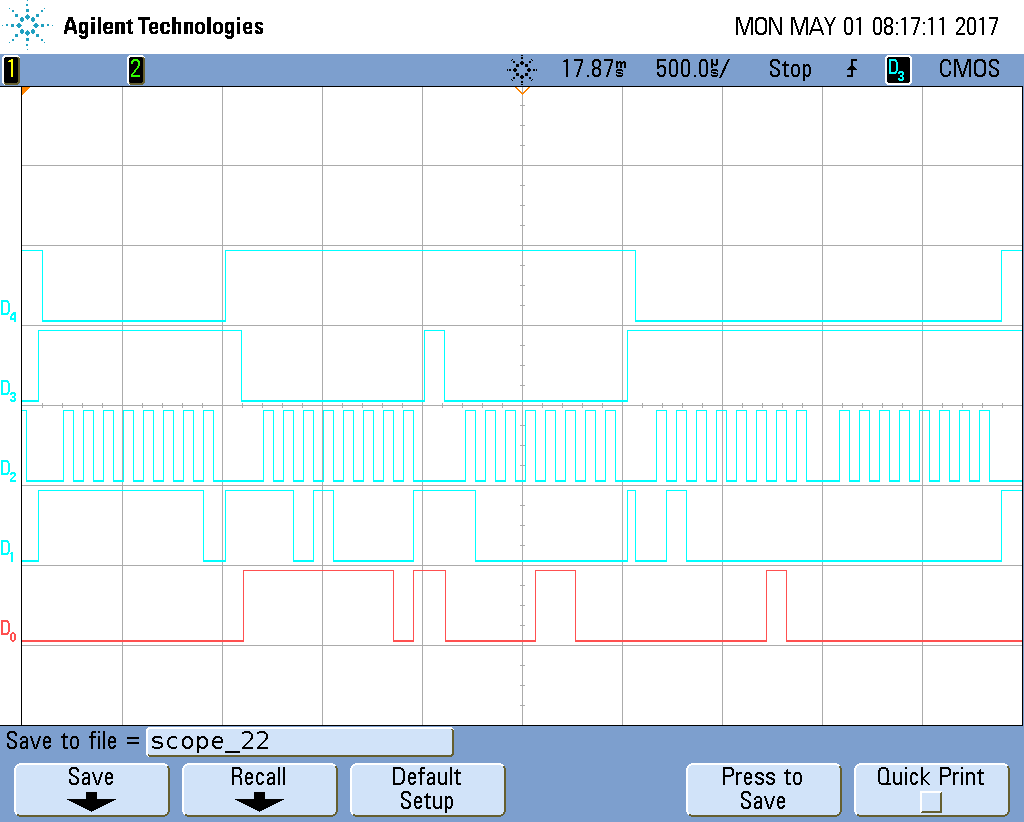 Agilent Technologies MON MAY 01 08:17:11 2017
1 2 17.87ms 500.0us/ Stop D3 CMOS
D4
D3
D2
D1
D0
Save to file = scope_22
Save Recall Default Setup Press to Save Quick Print